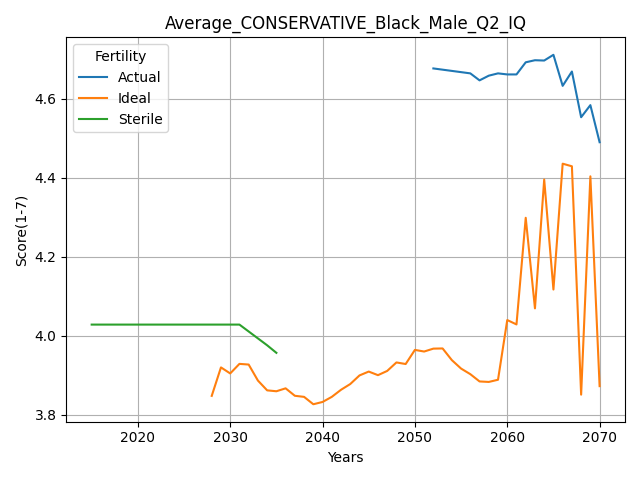 Average_CONSERVATIVE_Black_Male_Q2_IQ
Fertility
Actual
Ideal
Sterile
Score(1-7)
4.6
4.4
4.2
4.0
3.8
2020 2030 2040 2050 2060 2070
Years